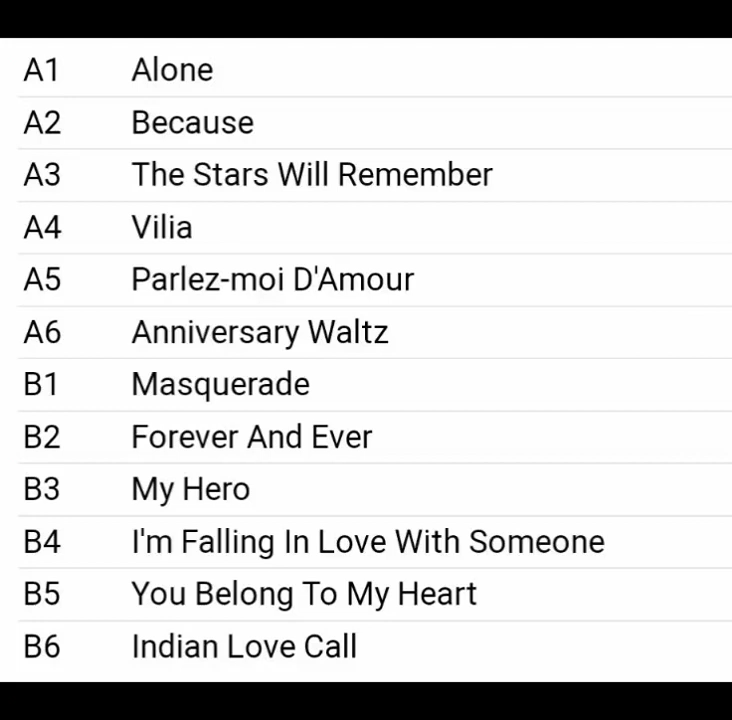 A1 Alone
A2 Because
A3 The Stars Will Remember
A4 Vilia
A5 Parlez-moi D'Amour
A6 Anniversary Waltz
B1 Masquerade
B2 Forever And Ever
B3 My Hero
B4 I'm Falling In Love With Someone
B5 You Belong To My Heart
B6 Indian Love Call